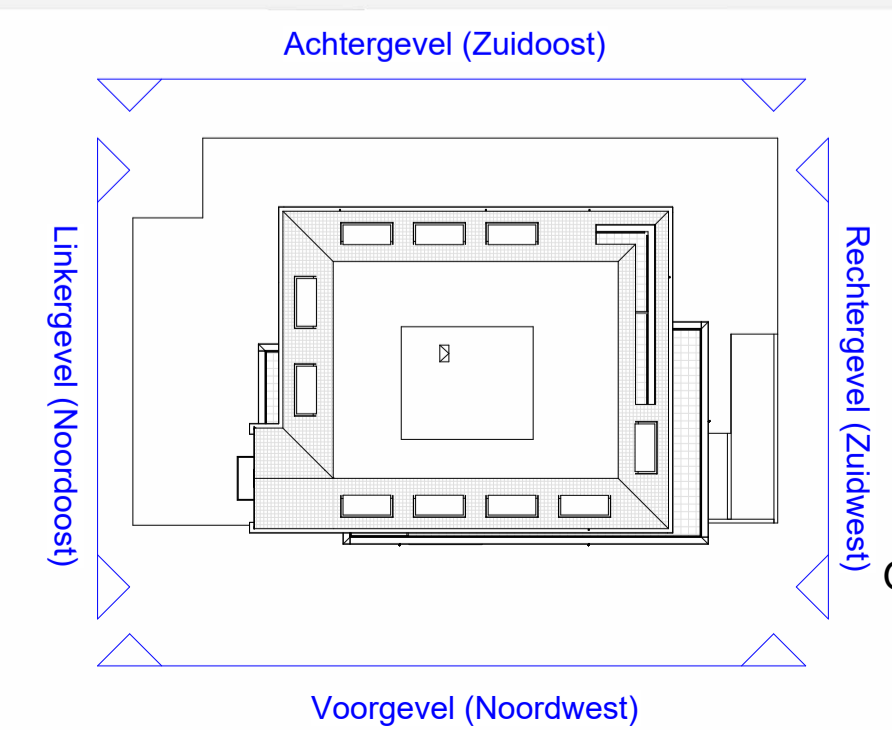 Achtergevel (Zuidoost)
Linkergevel (Noordoost)
Rechtergevel (Zuidwest)
Voorgevel (Noordwest)